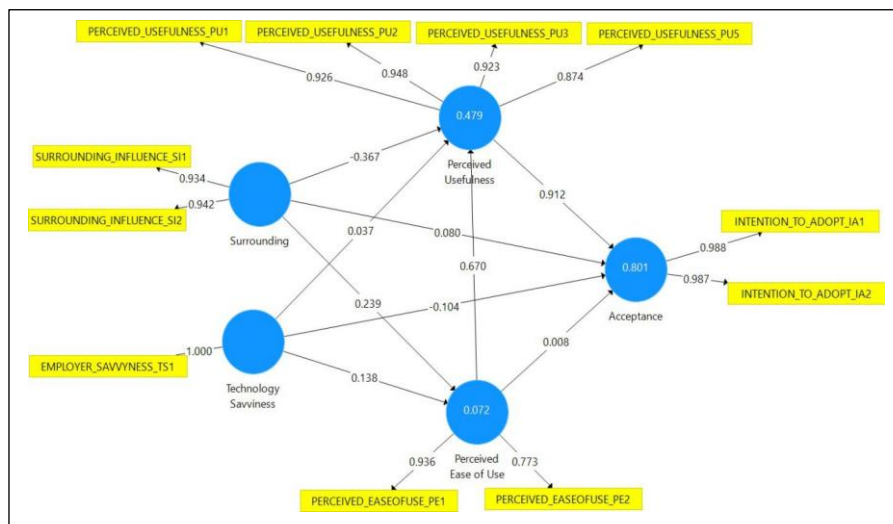 PERCEIVED_USEFULNESS_PU1
PERCEIVED_USEFULNESS_PU2
PERCEIVED_USEFULNESS_PU3
PERCEIVED_USEFULNESS_PU5
0.926
0.948
0.923
0.874
0.479
Perceived
Usefulness
SURROUNDING_INFLUENCE_SI1
0.934
0.942
SURROUNDING_INFLUENCE_SI2
Surrounding
-0.367
0.037
0.080
0.912
0.670
0.239
-0.104
0.801
Acceptance
INTENTION_TO_ADOPT_IA1
0.988
0.987
INTENTION_TO_ADOPT_IA2
EMPLOYER_SAVVYNESS_TS1
1.000
Technology
Savviness
0.138
0.008
0.072
Perceived
Ease of Use
0.936
0.773
PERCEIVED_EASEOFUSE_PE1
PERCEIVED_EASEOFUSE_PE2